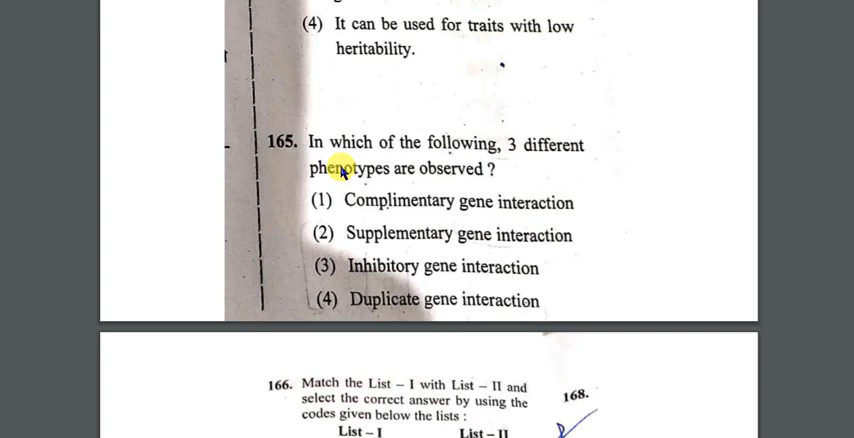 (4) It can be used for traits with low
heritability.
165. In which of the following, 3 different
phenotypes are observed ?
(1) Complimentary gene interaction
(2) Supplementary gene interaction
(3) Inhibitory gene interaction
(4) Duplicate gene interaction
166. Match the List – I with List – II and
select the correct answer by using the
codes given below the lists :
List – I List – II
168.